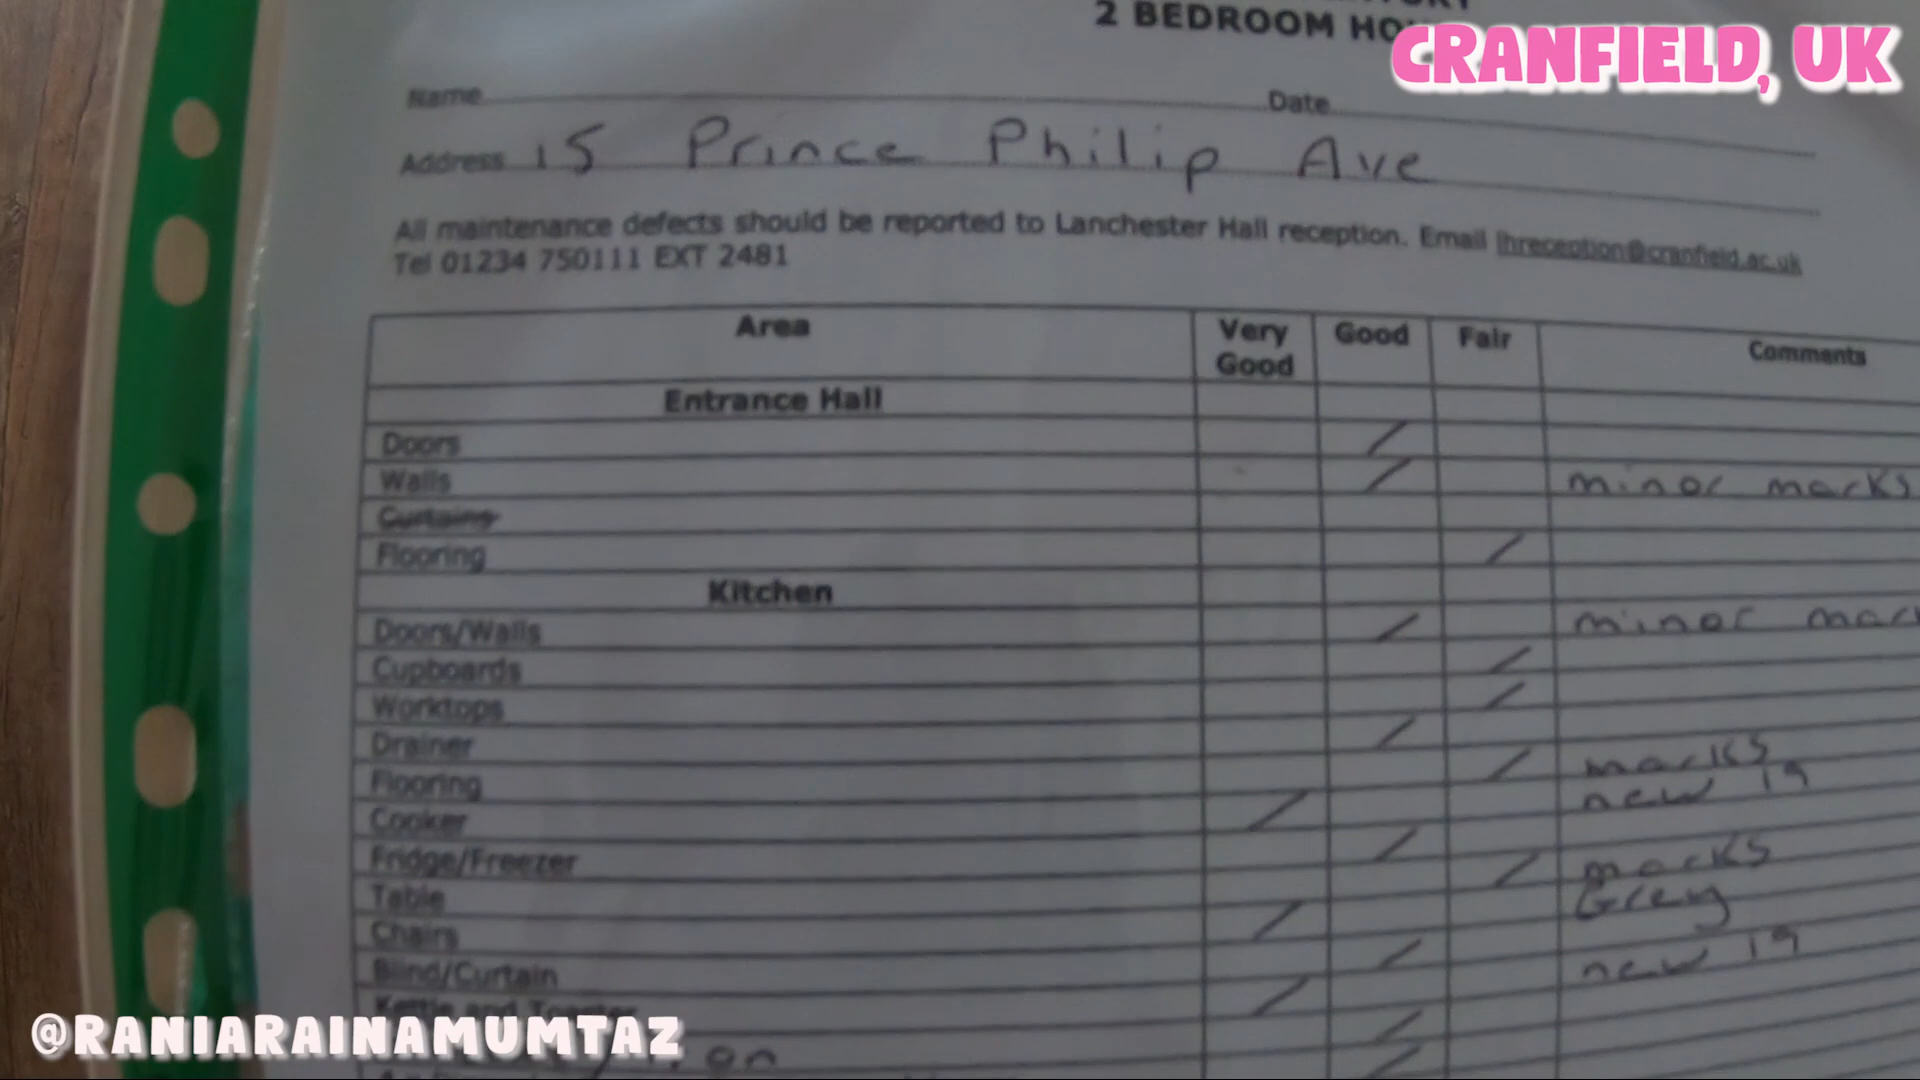 2 BEDROOM
CRANFIELD, UK
Name Date
Address 15 Prince Philip Ave
All maintenance defects should be reported to Lanchester Hall reception. Email lhreception@cranfield.ac.uk
Tel 01234 750111 EXT 2481
Area Very Good Good Fair Comments
Entrance Hall
Doors
Walls minor marks
Curtains
Flooring
Kitchen
Doors/Walls minor
Cupboards
Worktops
Drainer
Flooring marks
Cooker new 19
Fridge/Freezer
Table marks
Chairs Grey
Blind/Curtain
Kettle and Toaster new 19
@RANIARAINAMUMTAZ